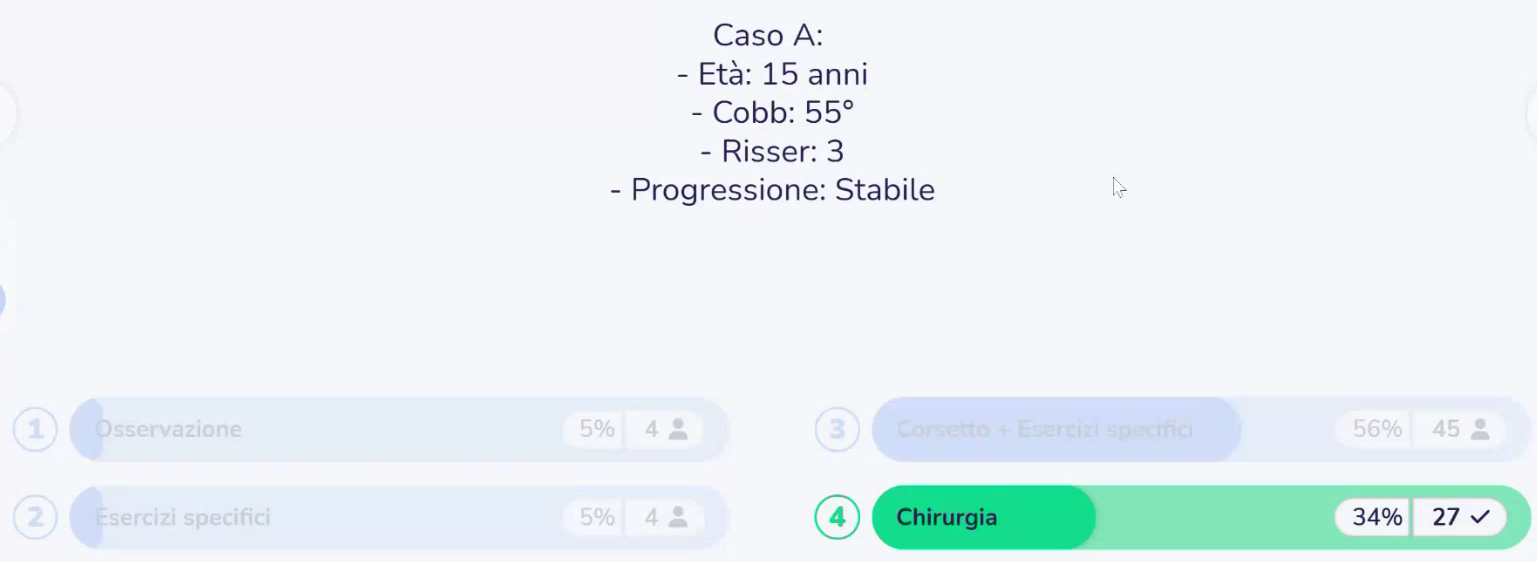 Caso A:
- Età: 15 anni
- Cobb: 55°
- Risser: 3
- Progressione: Stabile
1 Osservazione 5% 4
3 Corsetto + Esercizi specifici 56% 45
2 Esercizi specifici 5% 4
4 Chirurgia 34% 27